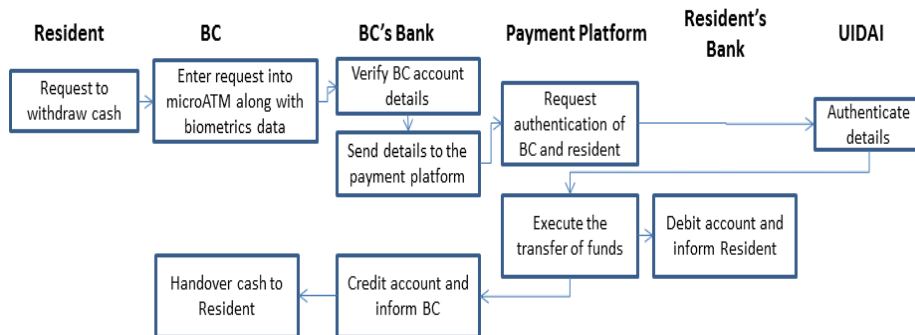 Resident BC BC's Bank Payment Platform Resident's Bank UIDAI
Request to
withdraw cash
Enter request into
microATM along with
biometrics data
Verify BC account
details
Send details to the
payment platform
Request
authentication of
BC and resident
Authenticate
details
Execute the
transfer of funds
Debit account and
inform Resident
Credit account and
inform BC
Handover cash to
Resident